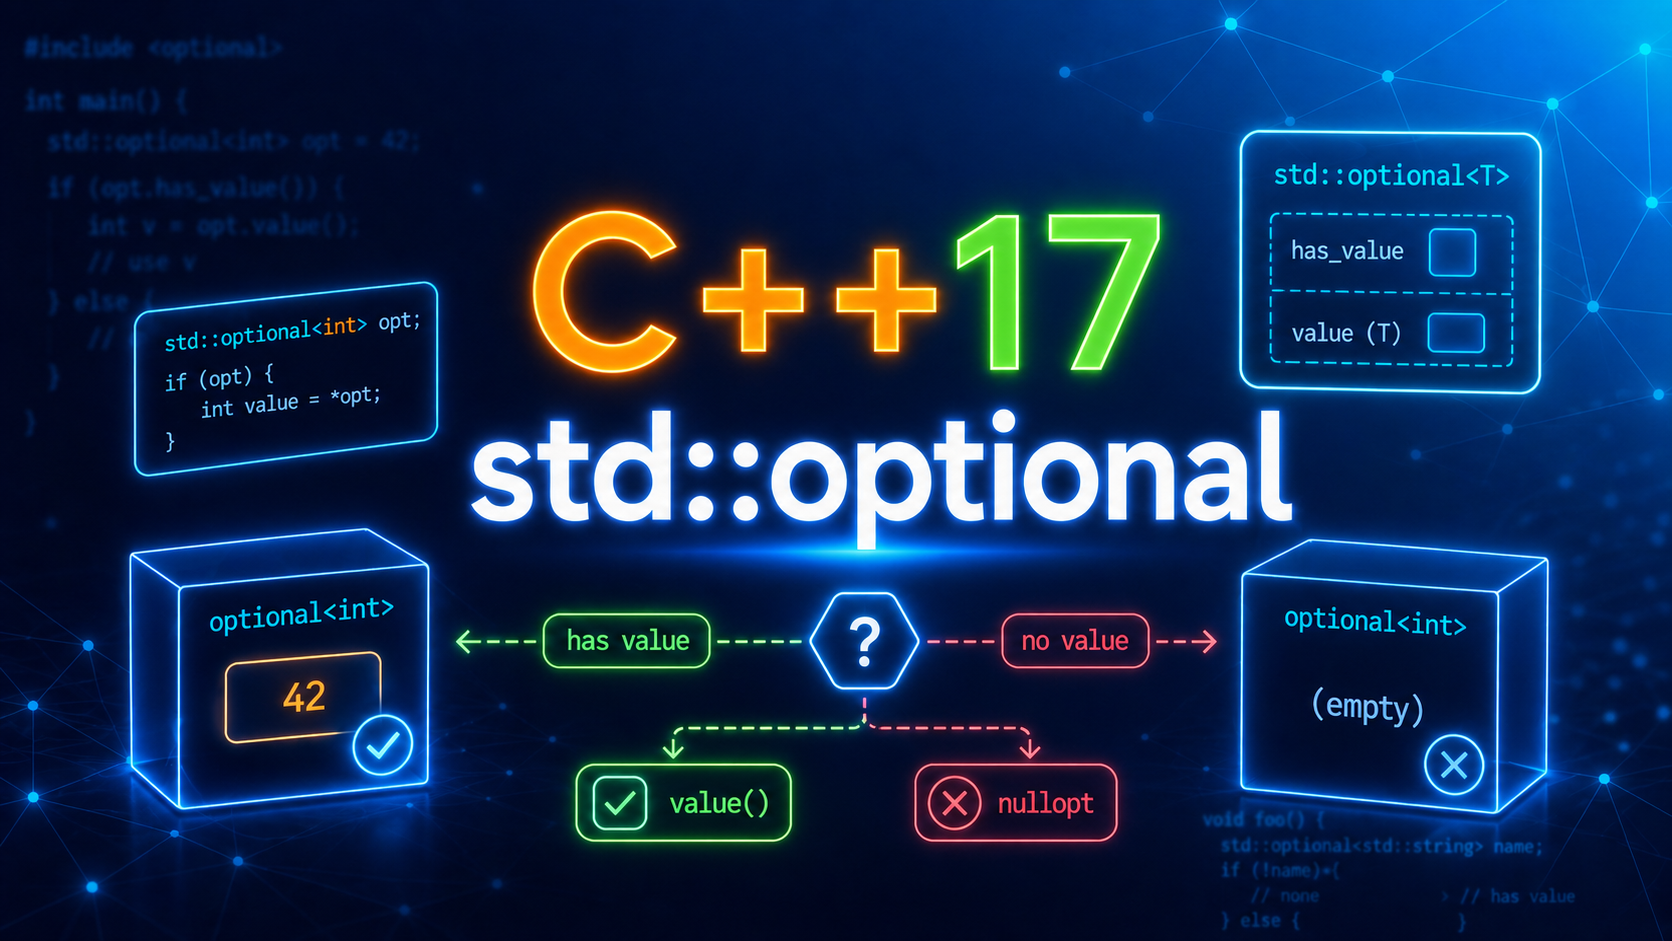 #include <optional>
int main() {
std::optional<int> opt = 42;
if (opt.has_value()) {
int v = opt.value();
// use v
} else {
//
}
}
std::optional<int> opt;
if (opt) {
int value = *opt;
}
C++17
std::optional
std::optional<T>
has_value
value (T)
optional<int>
42
has value
?
no value
value()
nullopt
optional<int>
(empty)
void foo() {
std::optional<std::string> name;
if (!name)
// none
// has value
} else {
}